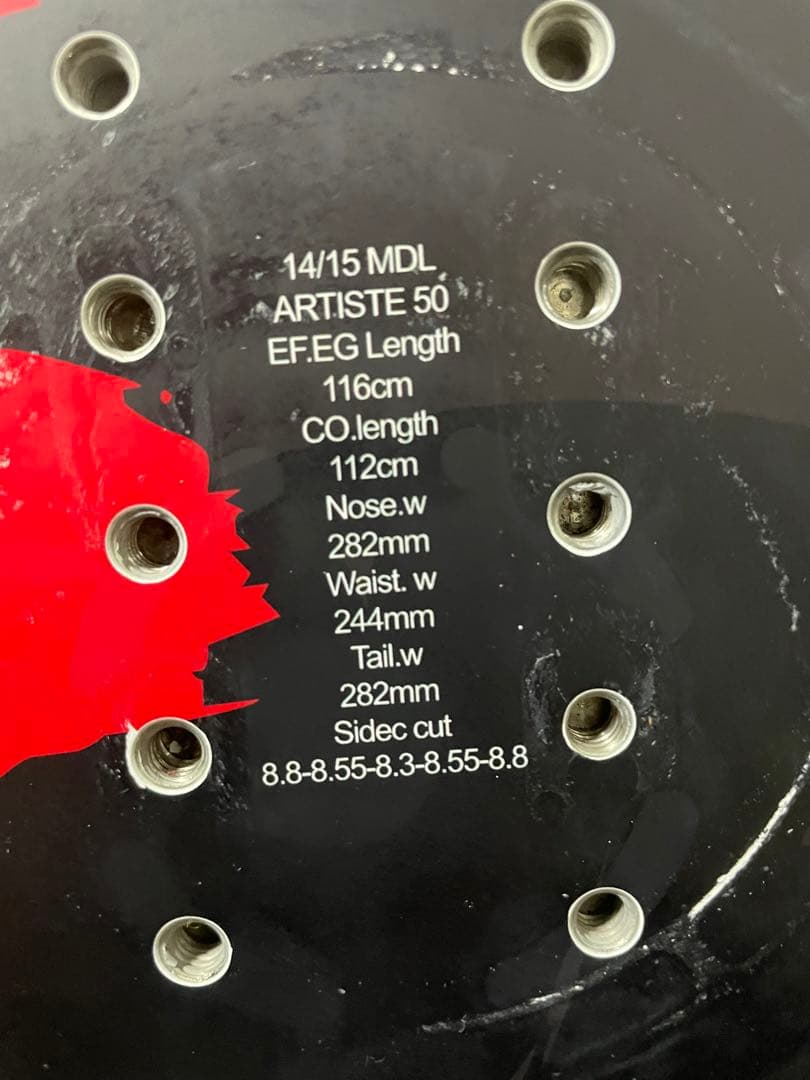 14/15 MDL
ARTISTE 50
EF.EG Length
116cm
CO.length
112cm
Nose.w
282mm
Waist. w
244mm
Tail.w
282mm
Sidec cut
8.8-8.55-8.3-8.55-8.8